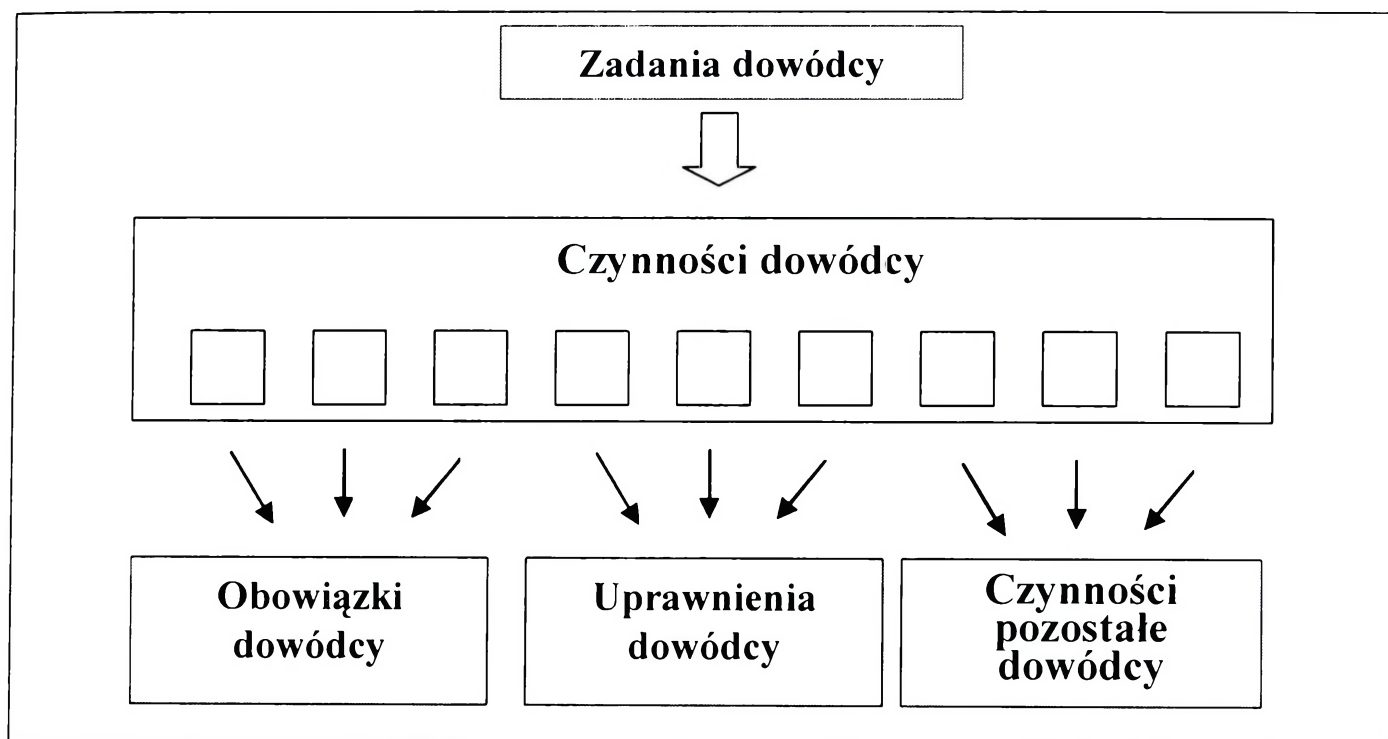 Zadania dowódcy
Czynności dowódcy
Obowiązki
dowódcy
Uprawnienia
dowódcy
Czynności
pozostałe
dowódcy